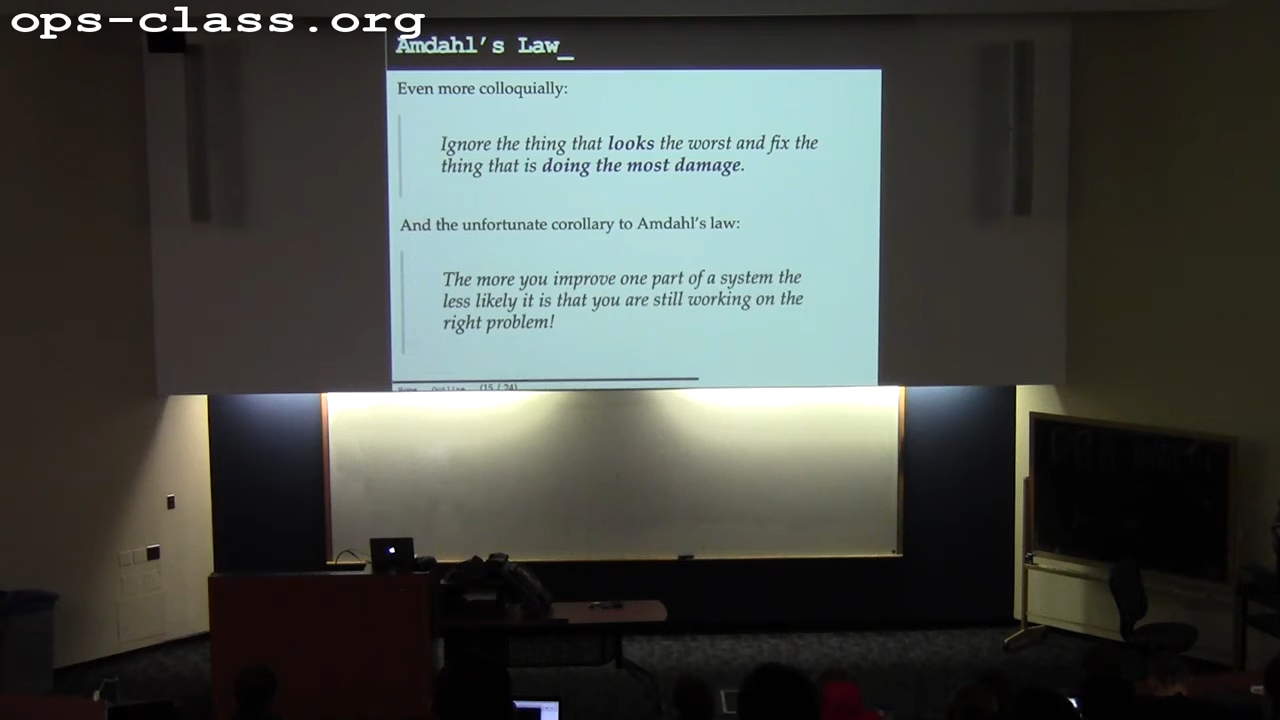 ops-class.org
Amdahl's Law_
Even more colloquially:
Ignore the thing that looks the worst and fix the
thing that is doing the most damage.
And the unfortunate corollary to Amdahl's law:
The more you improve one part of a system the
less likely it is that you are still working on the
right problem!
(15 / 24)